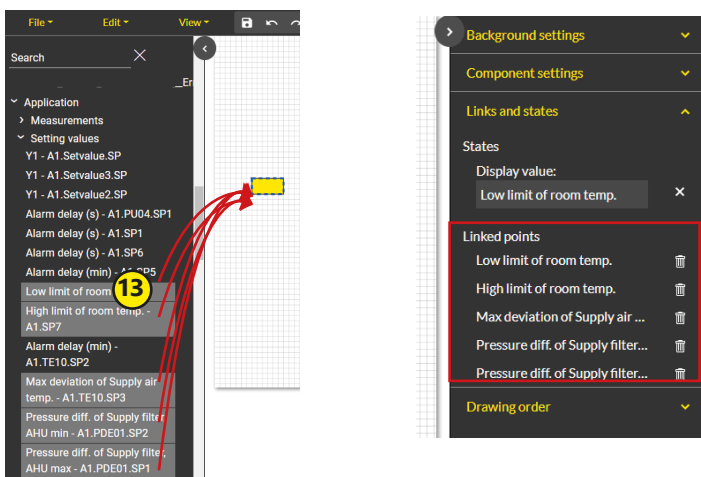 File
Edit
View
Search
__Er
Application
Measurements
Setting values
Y1 - A1.Setvalue.SP
Y1 - A1.Setvalue3.SP
Y1 - A1.Setvalue2.SP
Alarm delay (s) - A1.PU04.SP1
Alarm delay (s) - A1.SP1
Alarm delay (s) - A1.SP6
Alarm delay (min) - A1.SP5
Low limit of room
13
High limit of room temp. -
A1.SP7
Alarm delay (min) -
A1.TE10.SP2
Max deviation of Supply air
temp. - A1.TE10.SP3
Pressure diff. of Supply filter,
AHU min - A1.PDE01.SP2
Pressure diff. of Supply filter,
AHU max - A1.PDE01.SP1
Background settings
Component settings
Links and states
States
Display value:
Low limit of room temp.
Linked points
Low limit of room temp.
High limit of room temp.
Max deviation of Supply air ...
Pressure diff. of Supply filter...
Pressure diff. of Supply filter...
Drawing order